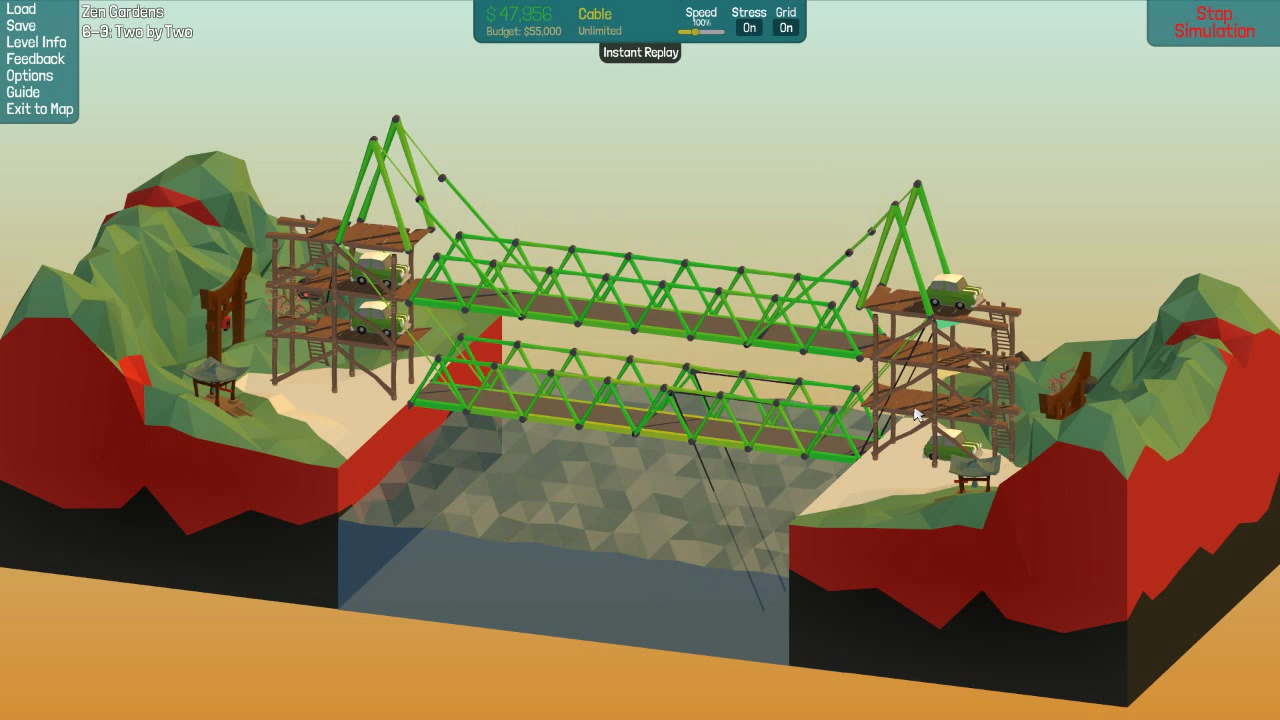 Load
Save
Level Info
Feedback
Options
Guide
Exit to Map
Zen Gardens
6-3: Two by Two
$ 47,956
Budget: $55,000
Cable
Unlimited
Speed
100%
Stress
On
Grid
On
Instant Replay
Stop
Simulation